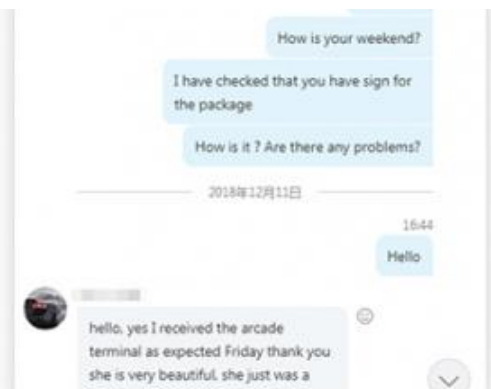 How is your weekend?
I have checked that you have sign for
the package
How is it ? Are there any problems?
2018年12月11日
16:44
Hello
hello, yes I received the arcade
terminal as expected Friday thank you
she is very beautiful. she just was a